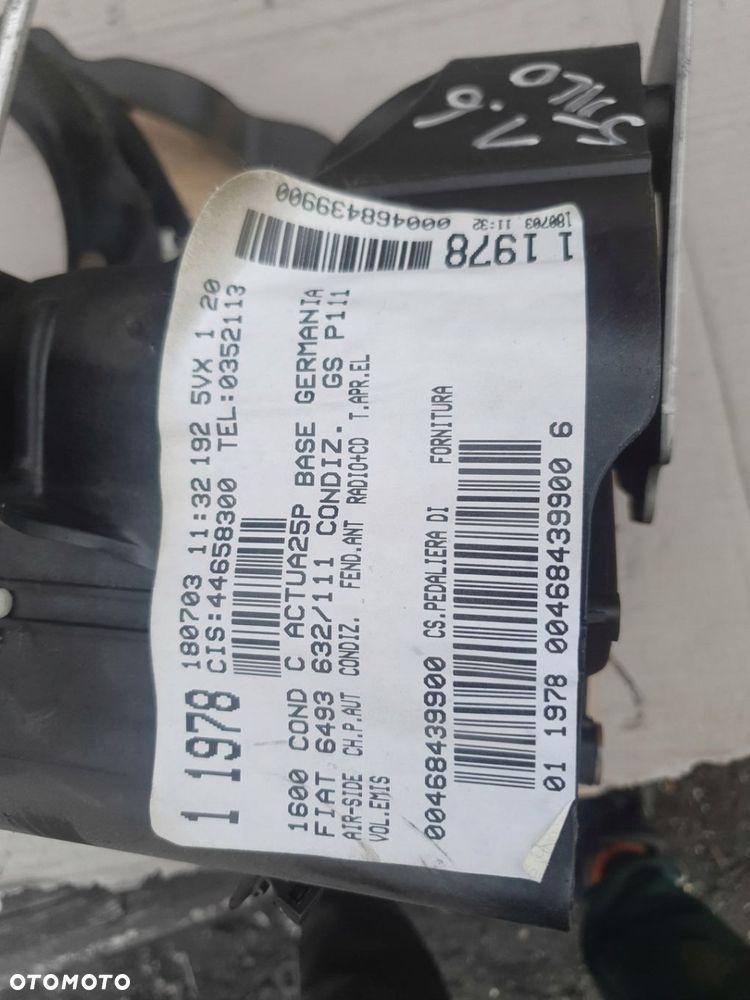 STILO
1.6
000468439900
180703 11:32
1 1978
1 1978
180703 11:32 192 5VX 1 20
CIS:44658300 TEL:0352113
1600 COND C ACTUA25P BASE GERMANIA
FIAT 6493 632/111 CONDIZ. GS P111
AIR-SIDE CH.P.AUT CONDIZ. FEND.ANT RADIO+CD T.APR.EL
VOL.EMIS
00468439900 CS.PEDALIERA DI FORNITURA
01 1978 00468439900 6
OTOMOTO